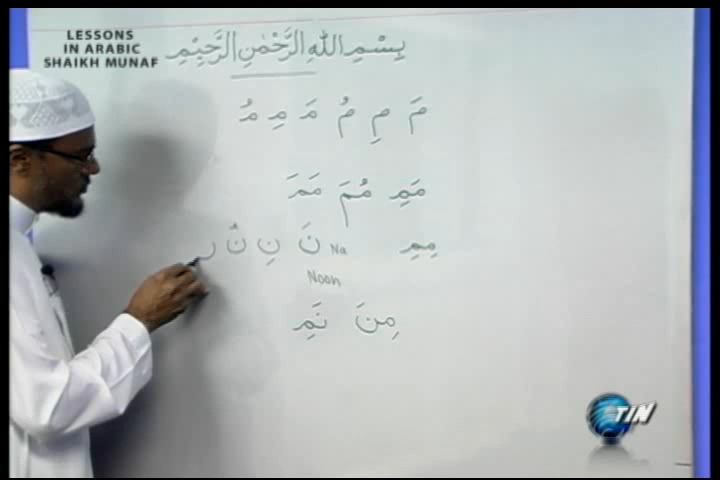 LESSONS
IN ARABIC
SHAIKH MUNAF
بِسْمِ اللهِ الرَّحْمٰنِ الرَّحِيْمِ
مَ مِ مُ مَ مِ مُ
مَمِ مُمَ مَمَ
مِمِ Na نَ نِ نُ
Noon
مِنَ نَمِ
TIN